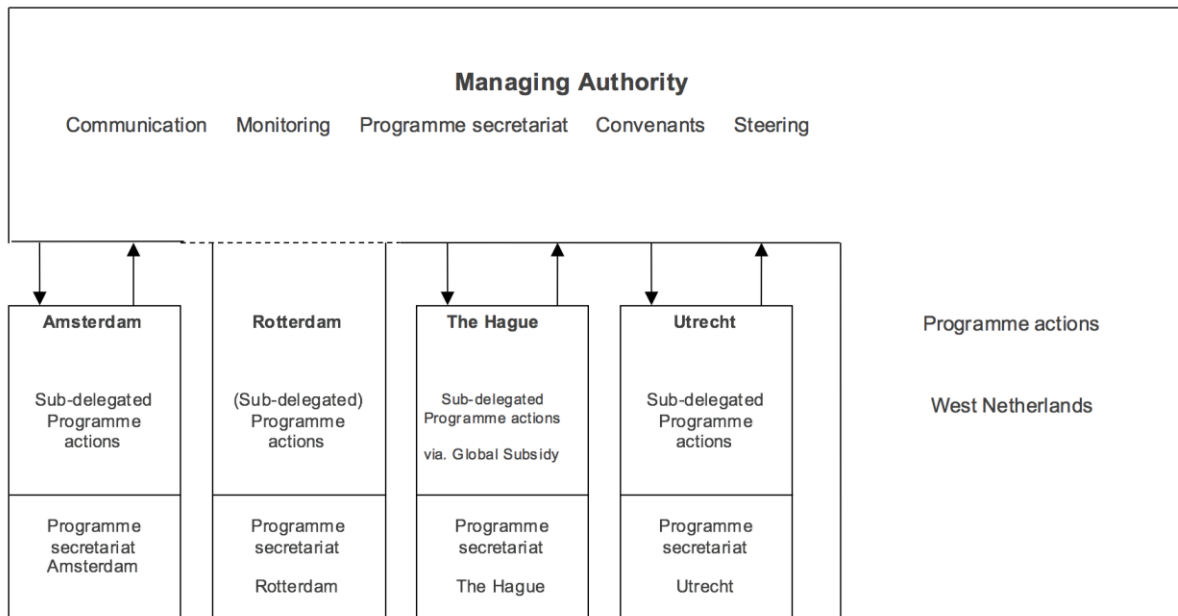 Managing Authority
Communication Monitoring Programme secretariat Convenants Steering
Amsterdam
Sub-delegated
Programme
actions
Programme
secretariat
Amsterdam
Rotterdam
(Sub-delegated)
Programme
actions
Programme
secretariat
Rotterdam
The Hague
Sub-delegated
Programme actions
via. Global Subsidy
Programme
secretariat
The Hague
Utrecht
Sub-delegated
Programme
actions
Programme
secretariat
Utrecht
Programme actions
West Netherlands